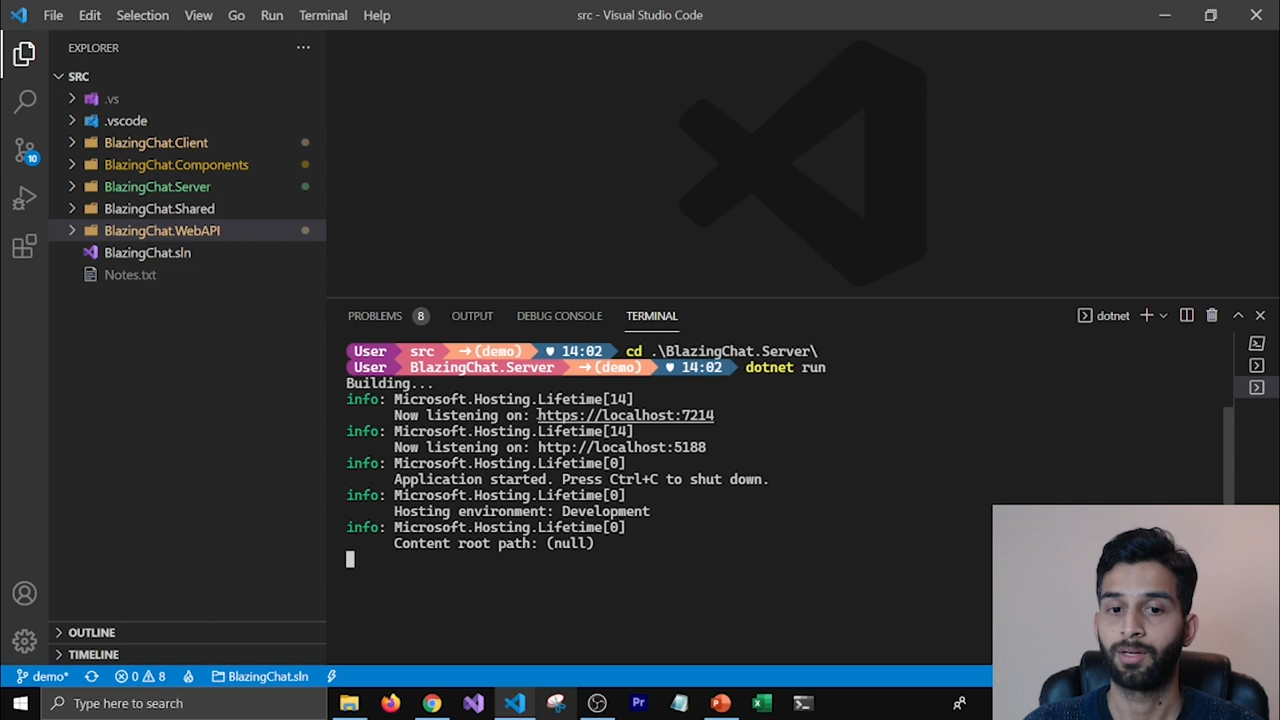 File Edit Selection View Go Run Terminal Help
src - Visual Studio Code
EXPLORER
SRC
.vs
.vscode
BlazingChat.Client
BlazingChat.Components
BlazingChat.Server
BlazingChat.Shared
BlazingChat.WebAPI
BlazingChat.sln
Notes.txt
OUTLINE
TIMELINE
10
PROBLEMS 8 OUTPUT DEBUG CONSOLE TERMINAL
dotnet
User src →(demo) ♥ 14:02 cd .\BlazingChat.Server\
User BlazingChat.Server →(demo) ♥ 14:02 dotnet run
Building...
info: Microsoft.Hosting.Lifetime[14]
Now listening on: https://localhost:7214
info: Microsoft.Hosting.Lifetime[14]
Now listening on: http://localhost:5188
info: Microsoft.Hosting.Lifetime[0]
Application started. Press Ctrl+C to shut down.
info: Microsoft.Hosting.Lifetime[0]
Hosting environment: Development
info: Microsoft.Hosting.Lifetime[0]
Content root path: (null)
demo* 0 8 BlazingChat.sln
Type here to search
Pr